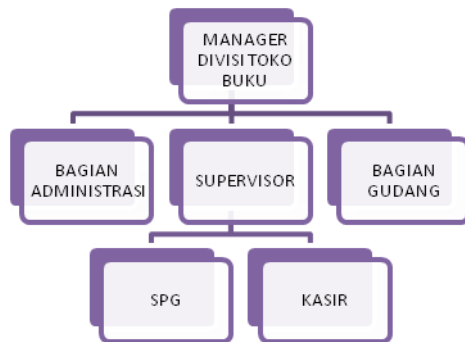 MANAGER
DIVISI TOKO
BUKU
BAGIAN
ADMINISTRASI
SUPERVISOR
BAGIAN
GUDANG
SPG
KASIR